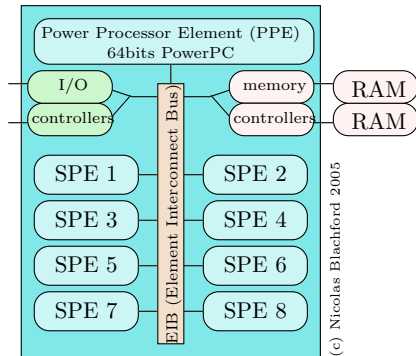 Power Processor Element (PPE)
64bits PowerPC
I/O
controllers
memory
controllers
RAM
RAM
EIB (Element Interconnect Bus)
SPE 1
SPE 2
SPE 3
SPE 4
SPE 5
SPE 6
SPE 7
SPE 8
(c) Nicolas Blachford 2005